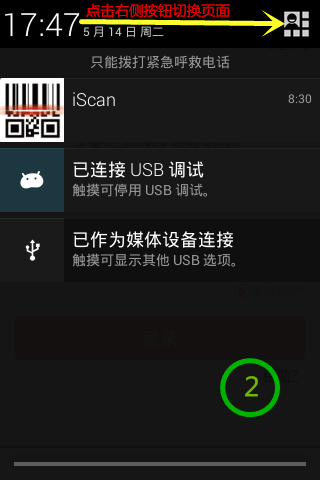 点击右侧按钮切换页面
17:47 5 月 14 日 周二
只能拨打紧急呼救电话
iScan 8:30
已连接 USB 调试
触摸可停用 USB 调试。
已作为媒体设备连接
触摸可显示其他 USB 选项。
2